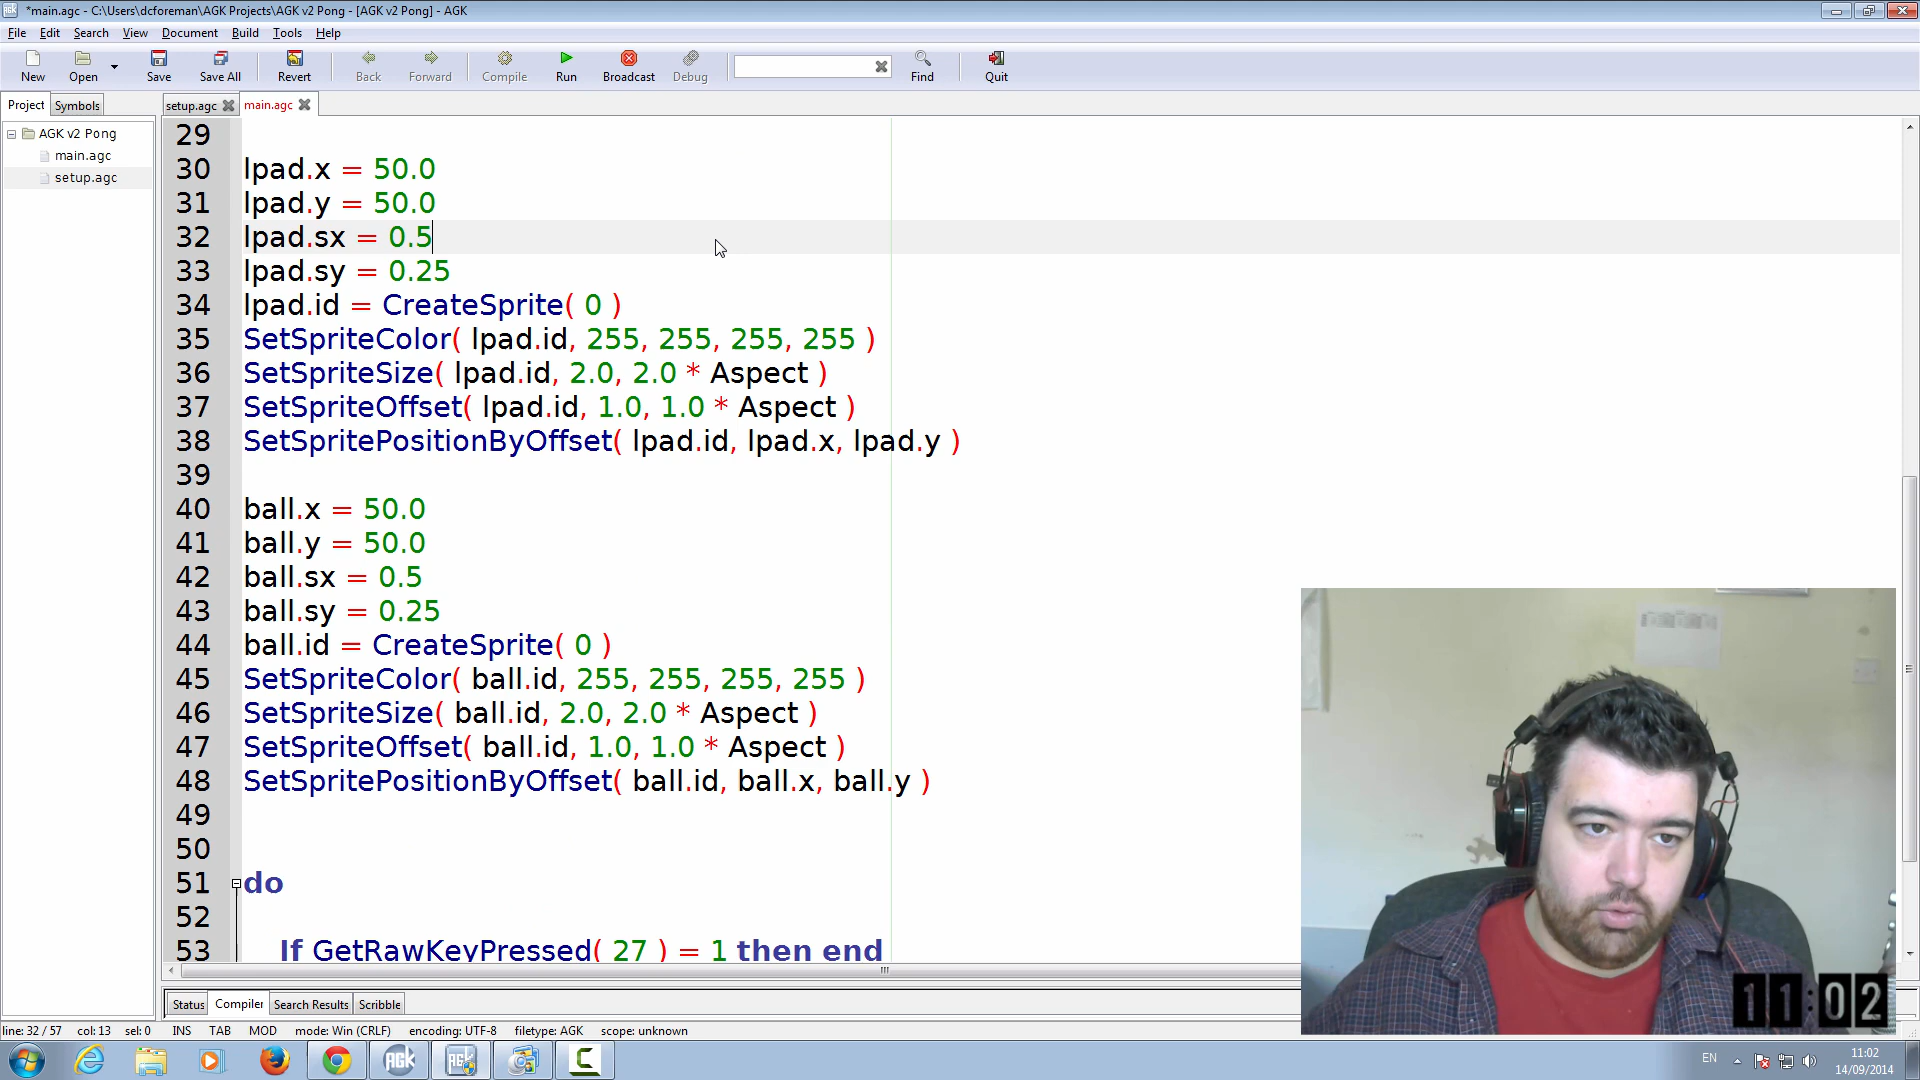 *main.agc - C:\Users\dcforeman\AGK Projects\AGK v2 Pong - [AGK v2 Pong] - AGK
File Edit Search View Document Build Tools Help
New Open Save Save All Revert Back Forward Compile Run Broadcast Debug Find Quit
Project Symbols setup.agc main.agc
AGK v2 Pong
main.agc
setup.agc
29
30 lpad.x = 50.0
31 lpad.y = 50.0
32 lpad.sx = 0.5
33 lpad.sy = 0.25
34 lpad.id = CreateSprite( 0 )
35 SetSpriteColor( lpad.id, 255, 255, 255, 255 )
36 SetSpriteSize( lpad.id, 2.0, 2.0 * Aspect )
37 SetSpriteOffset( lpad.id, 1.0, 1.0 * Aspect )
38 SetSpritePositionByOffset( lpad.id, lpad.x, lpad.y )
39
40 ball.x = 50.0
41 ball.y = 50.0
42 ball.sx = 0.5
43 ball.sy = 0.25
44 ball.id = CreateSprite( 0 )
45 SetSpriteColor( ball.id, 255, 255, 255, 255 )
46 SetSpriteSize( ball.id, 2.0, 2.0 * Aspect )
47 SetSpriteOffset( ball.id, 1.0, 1.0 * Aspect )
48 SetSpritePositionByOffset( ball.id, ball.x, ball.y )
49
50
51 do
52
53 If GetRawKeyPressed( 27 ) = 1 then end
Status Compiler Search Results Scribble
11:02
line: 32 / 57 col: 13 sel: 0 INS TAB MOD mode: Win (CRLF) encoding: UTF-8 filetype: AGK scope: unknown
AGK
EN
11:02
14/09/2014